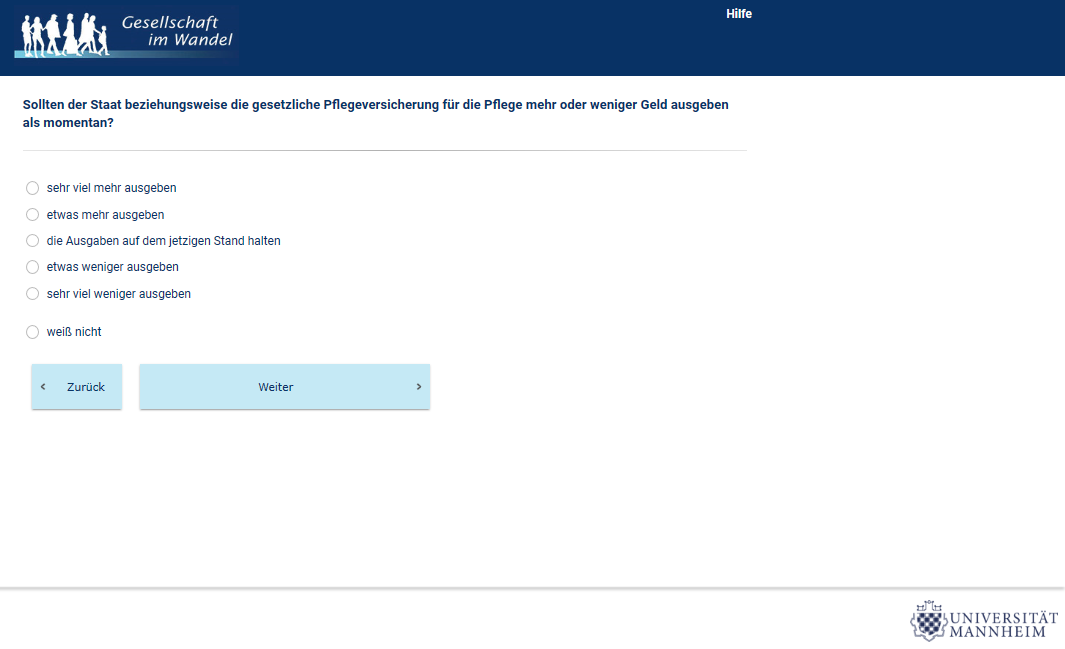 Gesellschaft
im Wandel
Hilfe
Sollten der Staat beziehungsweise die gesetzliche Pflegeversicherung für die Pflege mehr oder weniger Geld ausgeben
als momentan?
sehr viel mehr ausgeben
etwas mehr ausgeben
die Ausgaben auf dem jetzigen Stand halten
etwas weniger ausgeben
sehr viel weniger ausgeben
weiß nicht
Zurück
Weiter
UNIVERSITÄT
MANNHEIM